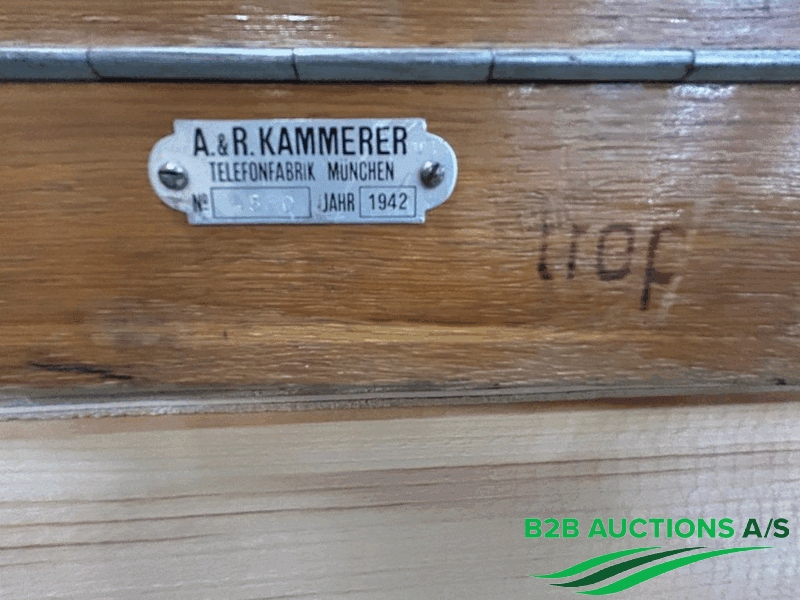 A.&R.KAMMERER
TELEFONFABRIK MÜNCHEN
Nº JAHR 1942
B2B AUCTIONS A/S